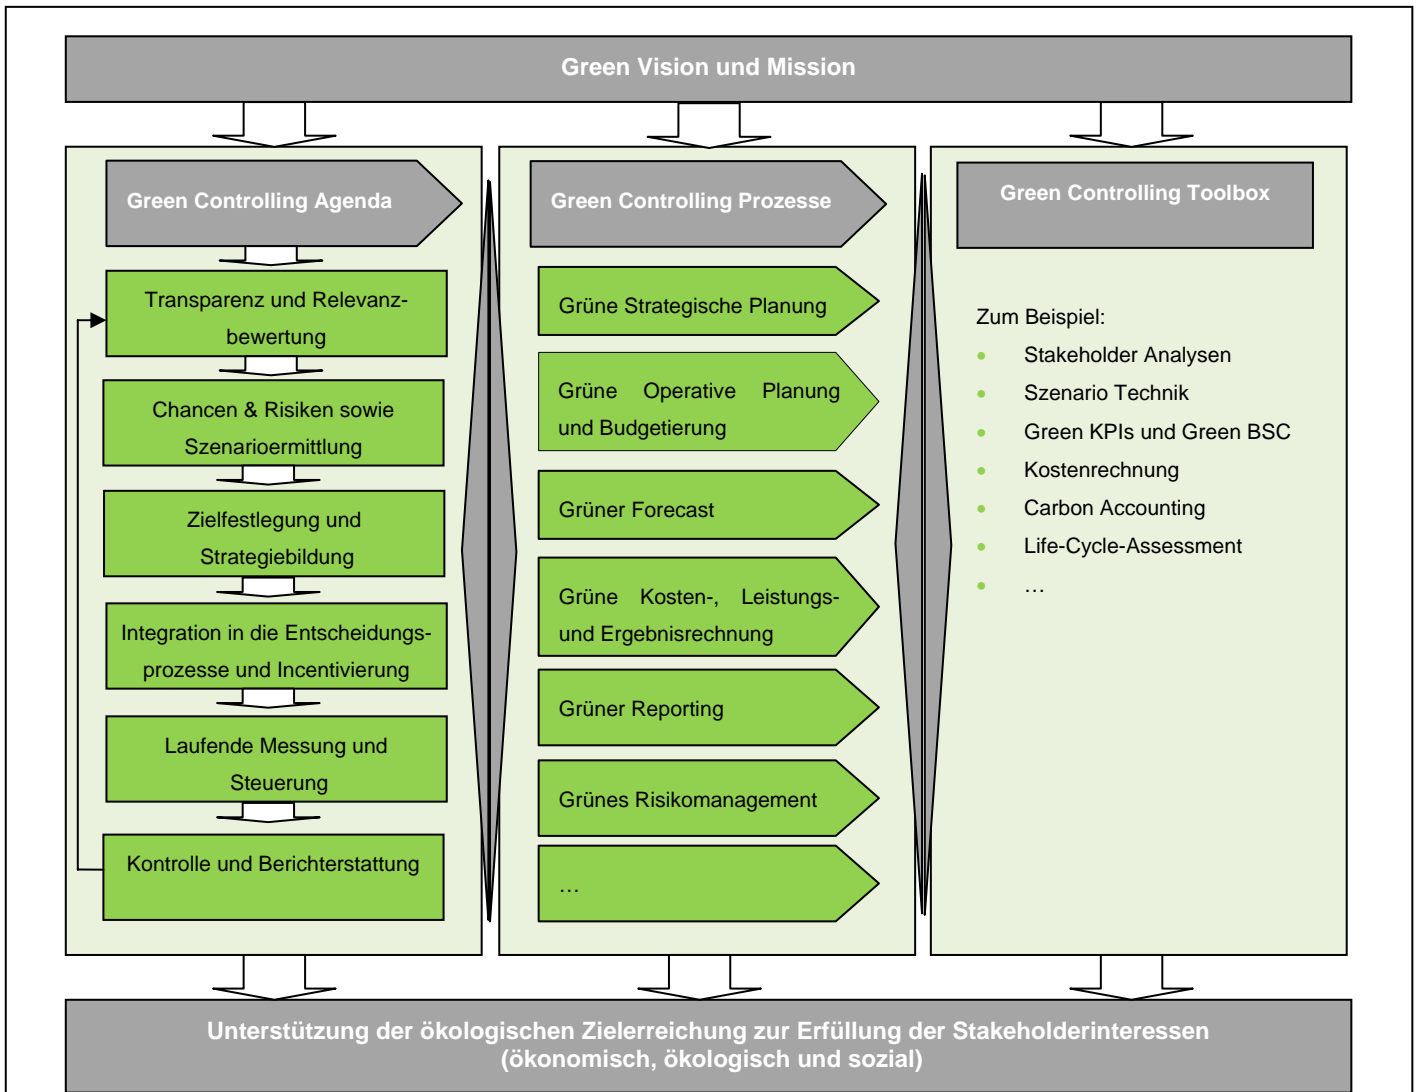 Green Vision und Mission
Green Controlling Agenda
Transparenz und Relevanz-
bewertung
Chancen & Risiken sowie
Szenarioermittlung
Zielfestlegung und
Strategiebildung
Integration in die Entscheidungs-
prozesse und Incentivierung
Laufende Messung und
Steuerung
Kontrolle und Berichterstattung
Green Controlling Prozesse
Grüne Strategische Planung
Grüne Operative Planung
und Budgetierung
Grüner Forecast
Grüne Kosten-, Leistungs-
und Ergebnisrechnung
Grüner Reporting
Grünes Risikomanagement
…
Green Controlling Toolbox
Zum Beispiel:
• Stakeholder Analysen
• Szenario Technik
• Green KPIs und Green BSC
• Kostenrechnung
• Carbon Accounting
• Life-Cycle-Assessment
• …
Unterstützung der ökologischen Zielerreichung zur Erfüllung der Stakeholderinteressen
(ökonomisch, ökologisch und sozial)